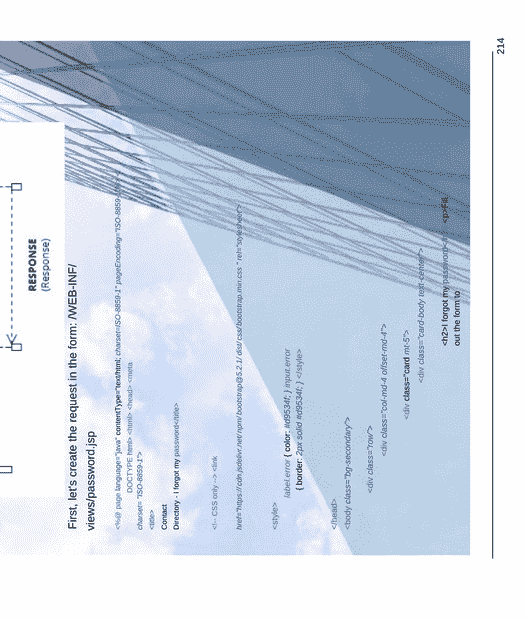 214
RESPONSE
(Response)
First, let's create the request in the form: /WEB-INF/
views/password.jsp
<%@ page language="java" contentType="text/html; charset=ISO-8859-1" pageEncoding="ISO-8859-
DOCTYPE html> <html> <head> <meta
charset="ISO-8859-1">
<title>
Contact
Directory - I forgot my password</title>
<!-- CSS only --> <link
href="https://cdn.jsdelivr.net/npm/bootstrap@5.2.1/dist/css/bootstrap.min.css" rel="stylesheet">
<style>
label.error { color: #d9534f; } input.error
{ border: 2px solid #d9534f; } </style>
</head>
<body class="bg-secondary">
<div class="row">
<div class="col-md-4 offset-md-4">
<div class="card mt-5">
<div class="card-body text-center">
<h2>I forgot my password <p>Fill
out the form to